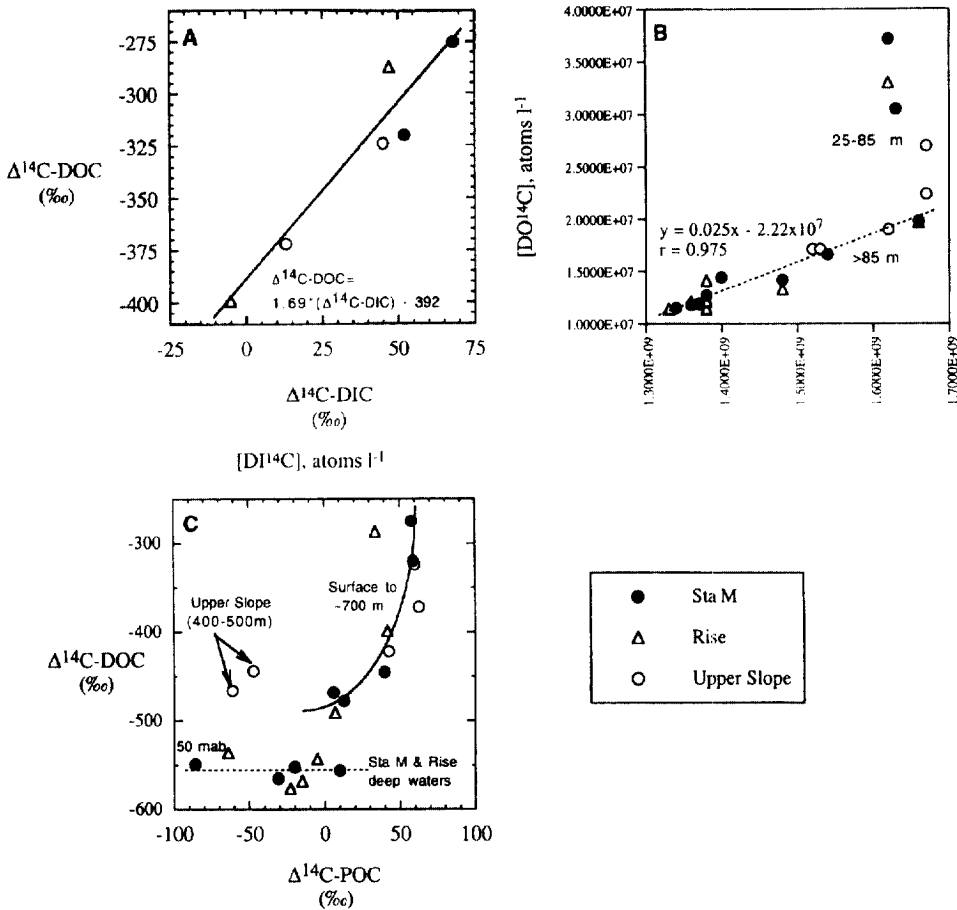 A
-275
-300
-325
-350
-375
-400
Δ¹⁴C-DOC
(‰)
Δ¹⁴C-DOC=
1.69*(Δ¹⁴C-DIC) - 392
-25 0 25 50 75
Δ¹⁴C-DIC
(‰)
B
4.0000E+07
3.5000E+07
3.0000E+07
2.5000E+07
2.0000E+07
1.5000E+07
1.0000E+07
[DO¹⁴C], atoms l⁻¹
25-85 m
y = 0.025x - 2.22x10⁷
r = 0.975
>85 m
1.3000E+09
1.4000E+09
1.5000E+09
1.6000E+09
1.7000E+09
[DI¹⁴C], atoms l⁻¹
C
-300
-400
-500
-600
Δ¹⁴C-DOC
(‰)
Surface to
~700 m
Upper Slope
(400-500m)
50 mab
Sta M & Rise
deep waters
-100 -50 0 50 100
Δ¹⁴C-POC
(‰)
Sta M
Rise
Upper Slope